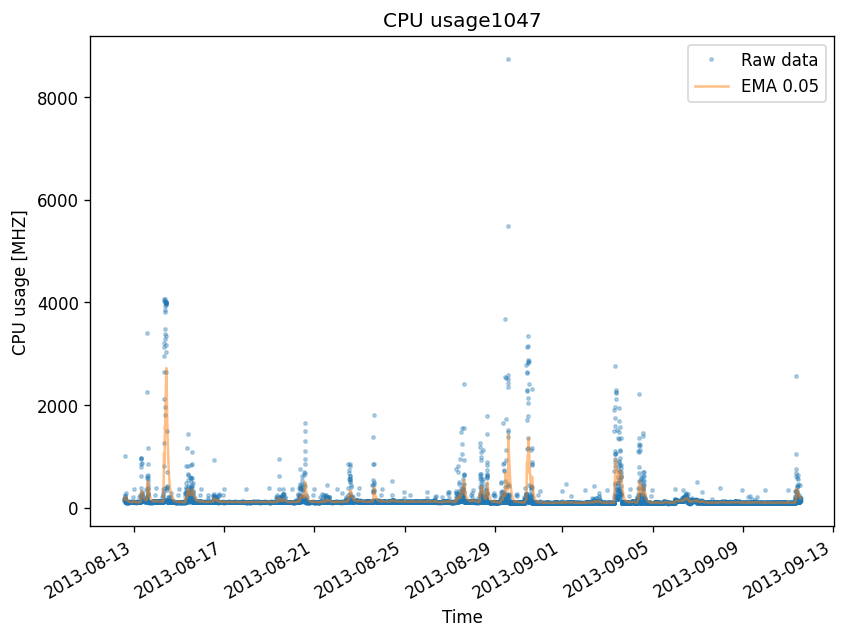 CPU usage1047
Raw data
EMA 0.05
CPU usage [MHZ]
8000
6000
4000
2000
0
2013-08-13
2013-08-17
2013-08-21
2013-08-25
2013-08-29
2013-09-01
2013-09-05
2013-09-09
2013-09-13
Time